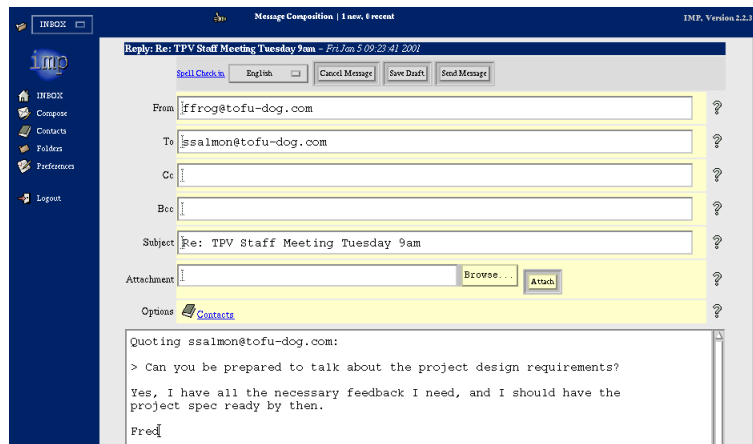 INBOX
Message Composition | 1 new, 0 recent
IMP, Version 2.2.3
imp
Reply: Re: TPV Staff Meeting Tuesday 9am – Fri Jan 5 09:23:41 2001
Spell Check in English Cancel Message Save Draft Send Message
INBOX
Compose
Contacts
Folders
Preferences
Logout
From ffrog@tofu-dog.com ?
To ssalmon@tofu-dog.com ?
Cc ?
Bcc ?
Subject Re: TPV Staff Meeting Tuesday 9am ?
Attachment Browse... Attach ?
Options Contacts ?
Quoting ssalmon@tofu-dog.com:
> Can you be prepared to talk about the project design requirements?
Yes, I have all the necessary feedback I need, and I should have the
project spec ready by then.
Fred